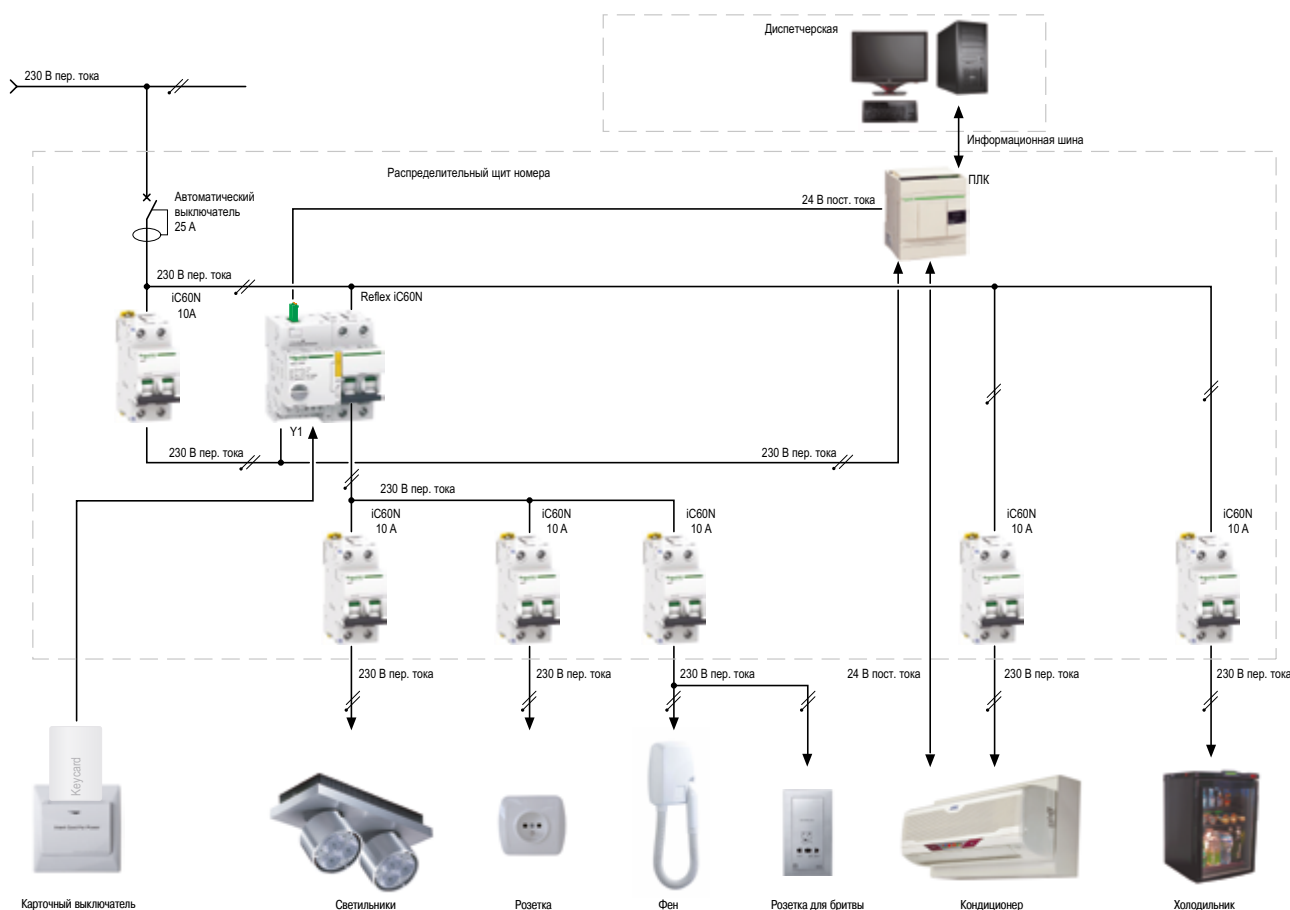 Диспетчерская
230 В пер. тока
Информационная шина
Распределительный щит номера
ПЛК
Автоматический
выключатель
25 А
24 В пост. тока
230 В пер. тока
iC60N
10А
Reflex iC60N
Y1
230 В пер. тока
230 В пер. тока
230 В пер. тока
iC60N
10 А
iC60N
10 А
iC60N
10 А
iC60N
10 А
iC60N
10 А
230 В пер. тока
230 В пер. тока
230 В пер. тока
24 В пост. тока
230 В пер. тока
230 В пер. тока
Keycard
Карточный выключатель
Светильники
Розетка
Фен
Розетка для бритвы
Кондиционер
Холодильник